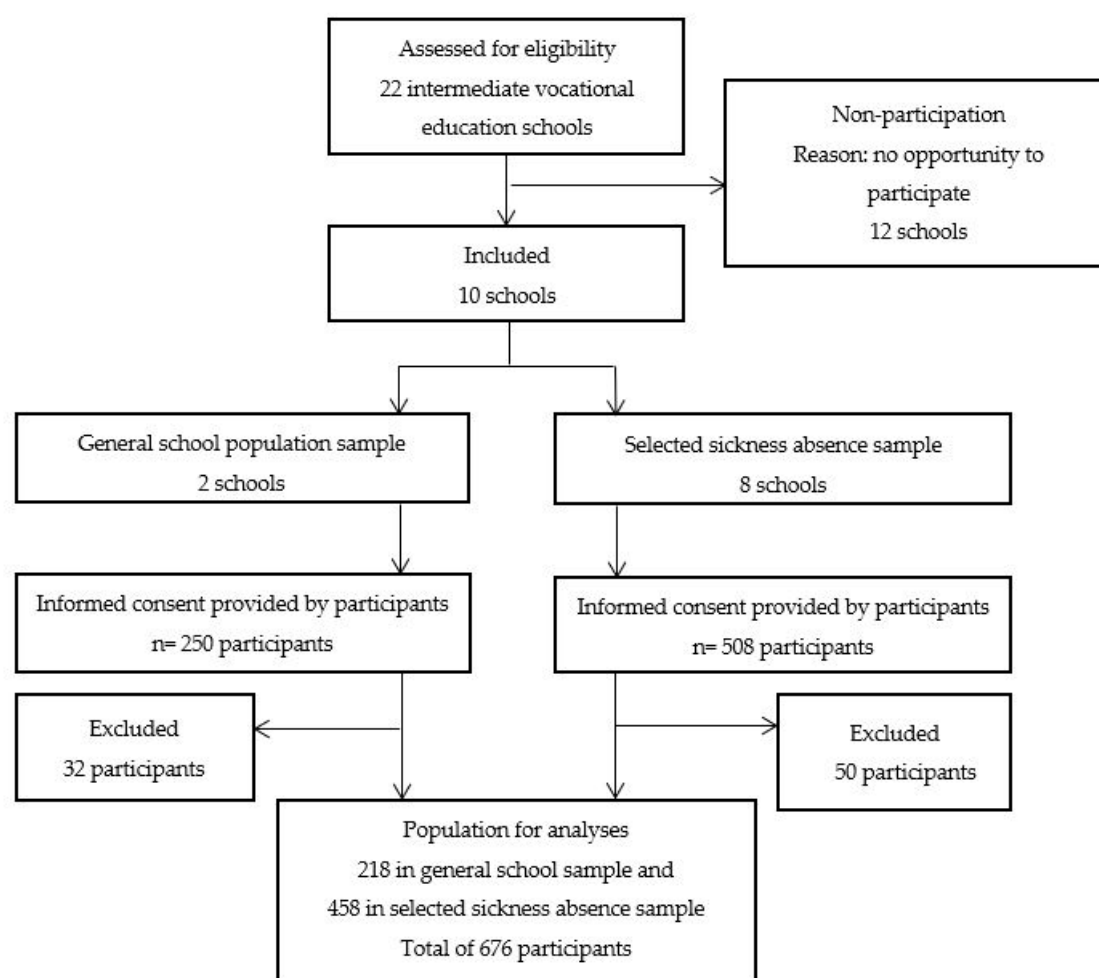 Assessed for eligibility
22 intermediate vocational
education schools
Non-participation
Reason: no opportunity to
participate
12 schools
Included
10 schools
General school population sample
2 schools
Selected sickness absence sample
8 schools
Informed consent provided by participants
n= 250 participants
Informed consent provided by participants
n= 508 participants
Excluded
32 participants
Excluded
50 participants
Population for analyses
218 in general school sample and
458 in selected sickness absence sample
Total of 676 participants